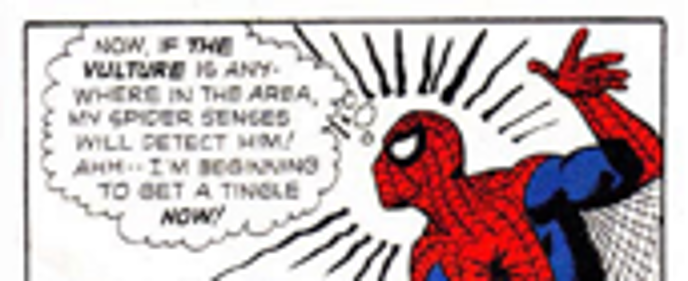 NOW, IF THE
VULTURE IS ANY-
WHERE IN THE AREA,
MY SPIDER SENSES
WILL DETECT HIM!
AHH-- I'M BEGINNING
TO GET A TINGLE
NOW!